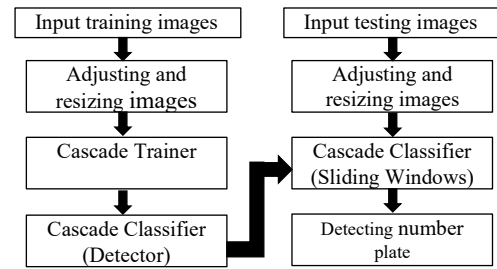 Input training images
Adjusting and
resizing images
Cascade Trainer
Cascade Classifier
(Detector)
Input testing images
Adjusting and
resizing images
Cascade Classifier
(Sliding Windows)
Detecting number
plate